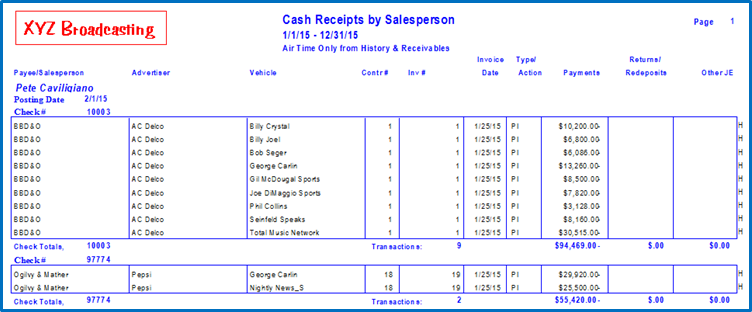 XYZ Broadcasting
Cash Receipts by Salesperson
Page 1
1/1/15 - 12/31/15
Air Time Only from History & Receivables
Invoice Type/ Returns/
Payee/Salesperson Advertiser Vehicle Contr# Inv# Date Action Payments Redeposits Other JE
Pete Caviligiano
Posting Date 2/1/15
Check# 10003
BBD&O AC Delco Billy Crystal 1 1 1/25/15 PI $10,200.00- H
BBD&O AC Delco Billy Joel 1 1 1/25/15 PI $6,800.00- H
BBD&O AC Delco Bob Seger 1 1 1/25/15 PI $6,086.00- H
BBD&O AC Delco George Carlin 1 1 1/25/15 PI $13,260.00- H
BBD&O AC Delco Gil McDougal Sports 1 1 1/25/15 PI $8,500.00- H
BBD&O AC Delco Joe DiMaggio Sports 1 1 1/25/15 PI $7,820.00- H
BBD&O AC Delco Phil Collins 1 1 1/25/15 PI $3,128.00- H
BBD&O AC Delco Seinfeld Speaks 1 1 1/25/15 PI $8,160.00- H
BBD&O AC Delco Total Music Network 1 1 1/25/15 PI $30,515.00- H
Check Totals, 10003 Transactions: 9 $94,469.00- $.00 $0.00
Check# 97774
Ogilvy & Mather Pepsi George Carlin 18 19 1/25/15 PI $29,920.00- H
Ogilvy & Mather Pepsi Nightly News_S 18 19 1/25/15 PI $25,500.00- H
Check Totals, 97774 Transactions: 2 $55,420.00- $.00 $0.00